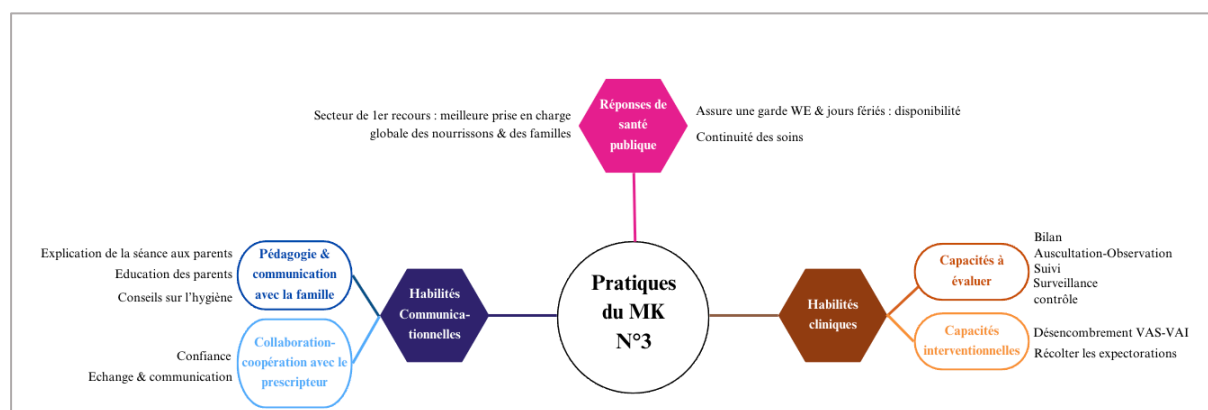 Réponses de
santé
publique
Secteur de 1er recours : meilleure prise en charge
globale des nourrissons & des familles
Assure une garde WE & jours fériés : disponibilité
Continuité des soins
Pratiques
du MK
N°3
Habilités
Communica-
tionnelles
Pédagogie &
communication
avec la famille
Explication de la séance aux parents
Education des parents
Conseils sur l'hygiène
Collaboration-
coopération avec le
prescripteur
Confiance
Echange & communication
Habilités
cliniques
Capacités à
évaluer
Bilan
Auscultation-Observation
Suivi
Surveillance
contrôle
Capacités
interventionnelles
Désencombrement VAS-VAI
Récolter les expectorations